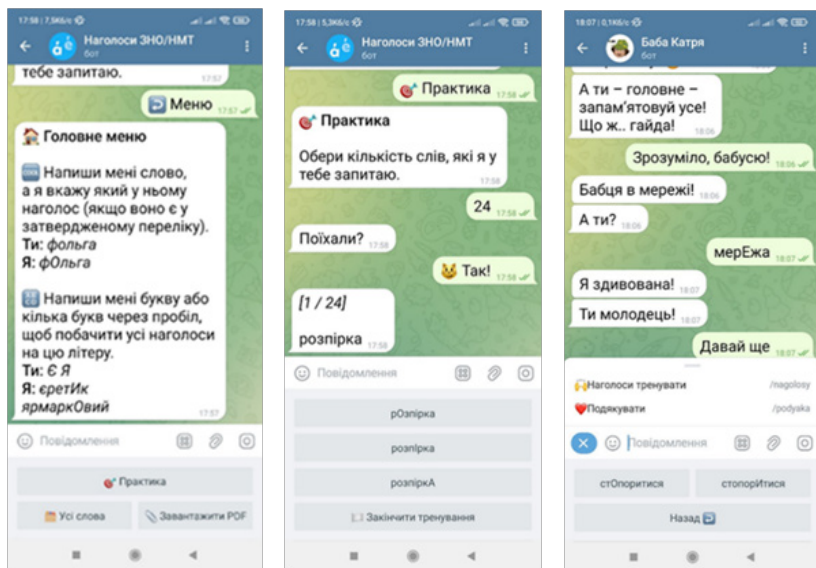 17:58 | 7,5КБ/с
Наголоси ЗНО/НМТ
бот
тебе запитаю.
17:57
Меню 17:57
Головне меню
Напиши мені слово,
а я вкажу який у ньому
наголос (якщо воно є у
затвердженому переліку).
Ти: фольга
Я: фОльга
Напиши мені букву або
кілька букв через пробіл,
щоб побачити усі наголоси
на цю літеру.
Ти: Є Я
Я: єретИк
ярмаркОвий
17:57
Повідомлення
Практика
Усі слова
Завантажити PDF
17:58 | 5,3КБ/с
Наголоси ЗНО/НМТ
бот
Практика 17:58
Практика
Обери кількість слів, які я у
тебе запитаю.
17:58
24 17:58
Поїхали? 17:58
Так! 17:58
[1 / 24]
розпірка 17:58
Повідомлення
рОзпірка
розпІрка
розпіркА
Закінчити тренування
18:07 | 0,1КБ/с
Баба Катря
бот
А ти – головне –
запам'ятовуй усе!
Що ж.. гайда! 18:06
Зрозуміло, бабусю! 18:06
Бабця в мережі! 18:06
А ти? 18:06
мерЕжа 18:07
Я здивована! 18:07
Ти молодець! 18:07
Давай ще 18:07
Наголоси тренувати /nagolosy
Подякувати /podyaka
Повідомлення
стОпоритися
стопорИтися
Назад